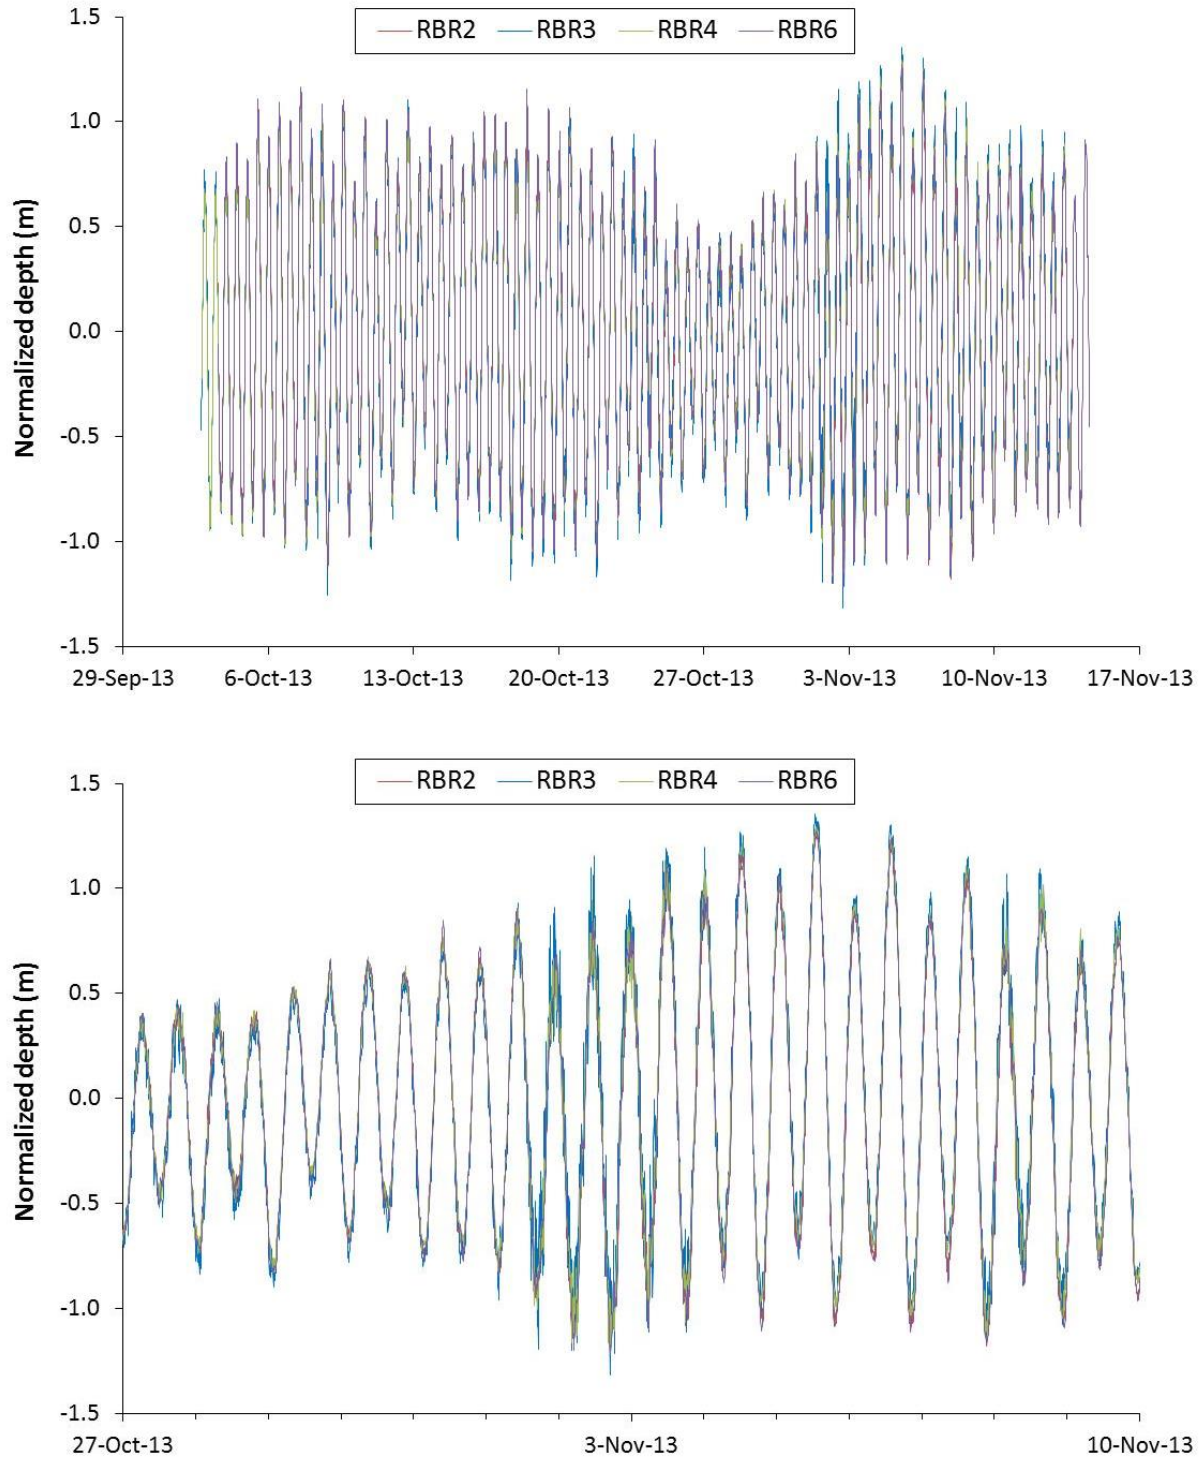 1.5
RBR2 RBR3 RBR4 RBR6
1.0
0.5
0.0
-0.5
-1.0
-1.5
Normalized depth (m)
29-Sep-13 6-Oct-13 13-Oct-13 20-Oct-13 27-Oct-13 3-Nov-13 10-Nov-13 17-Nov-13
RBR2 RBR3 RBR4 RBR6
1.5
1.0
0.5
0.0
-0.5
-1.0
-1.5
Normalized depth (m)
27-Oct-13 3-Nov-13 10-Nov-13